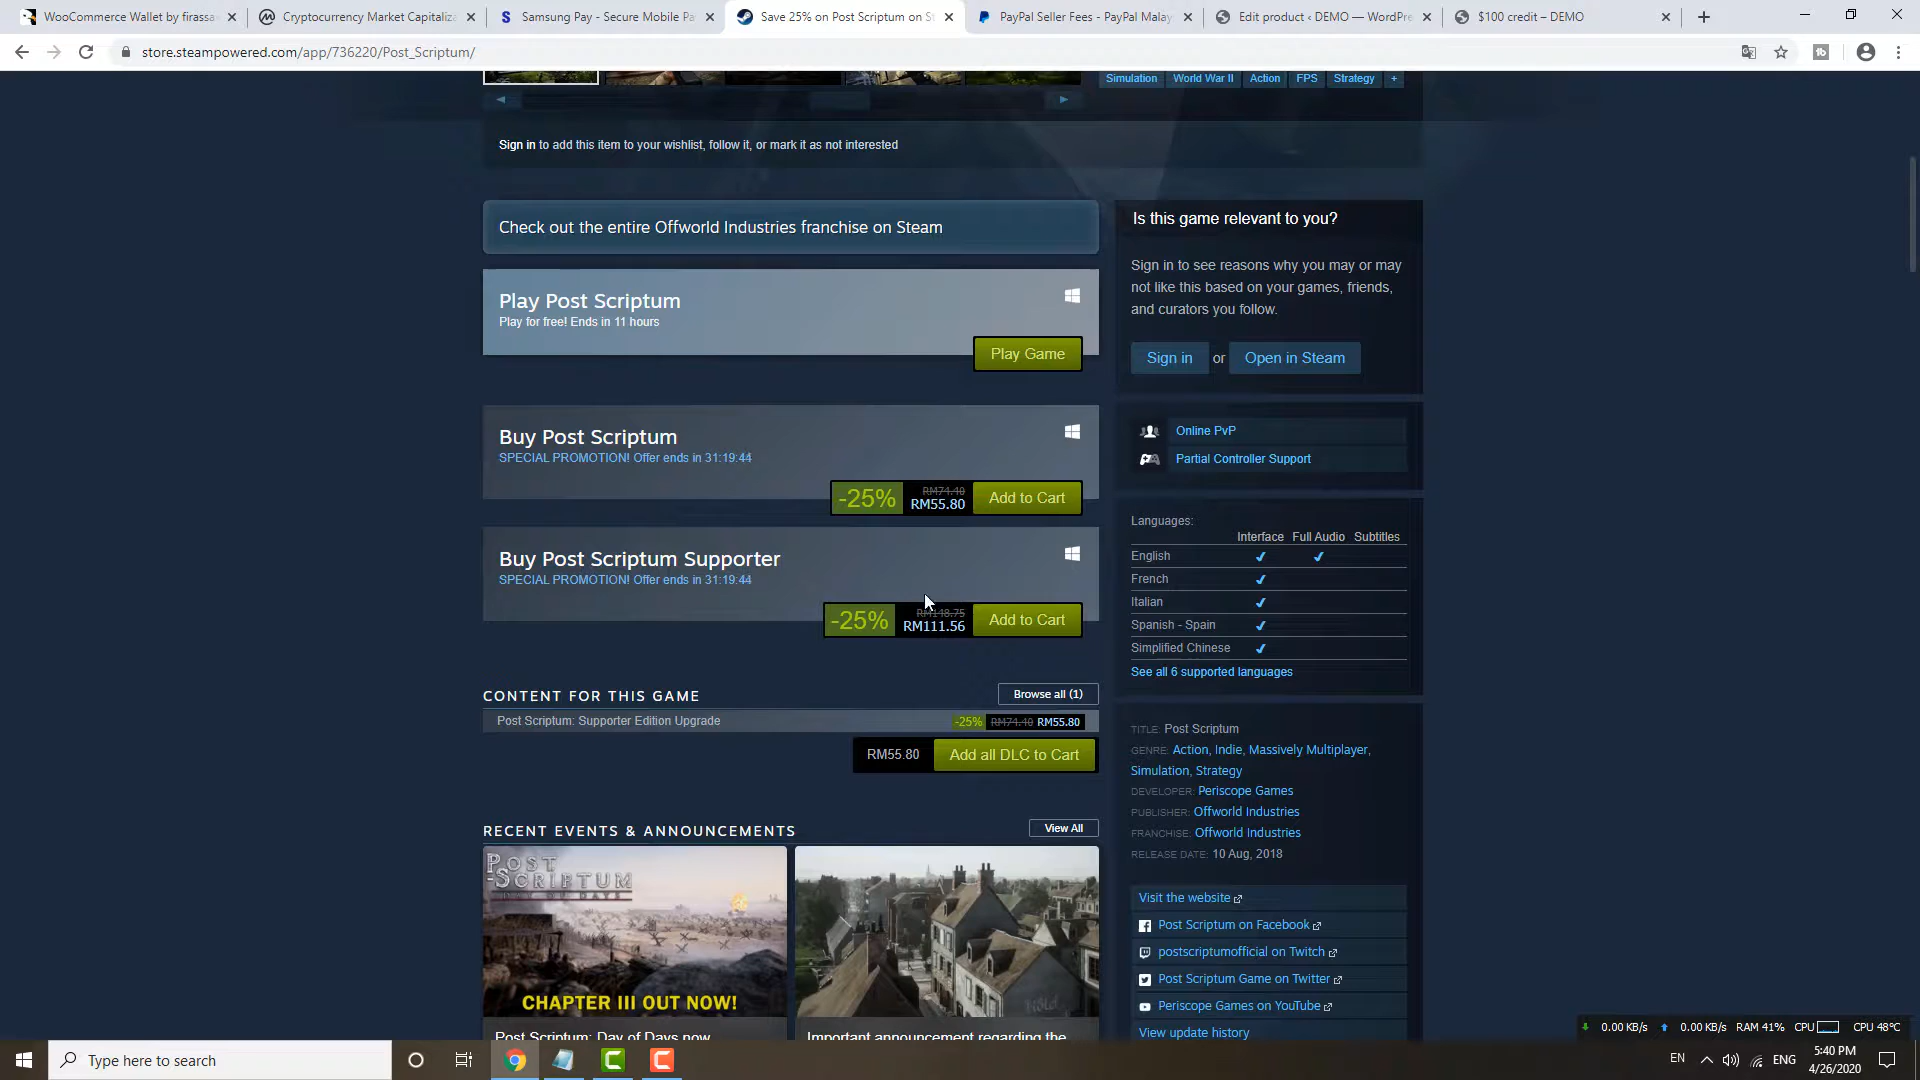 WooCommerce Wallet by firassa
Cryptocurrency Market Capitaliz
Samsung Pay - Secure Mobile Pa
Save 25% on Post Scriptum on St
PayPal Seller Fees - PayPal Malay
Edit product ‹ DEMO — WordPre
$100 credit – DEMO
store.steampowered.com/app/736220/Post_Scriptum/
Simulation World War II Action FPS Strategy +
Sign in to add this item to your wishlist, follow it, or mark it as not interested
Check out the entire Offworld Industries franchise on Steam
Play Post Scriptum
Play for free! Ends in 11 hours
Play Game
Buy Post Scriptum
SPECIAL PROMOTION! Offer ends in 31:19:44
-25% RM74.40 RM55.80 Add to Cart
Buy Post Scriptum Supporter
SPECIAL PROMOTION! Offer ends in 31:19:44
-25% RM148.75 RM111.56 Add to Cart
CONTENT FOR THIS GAME
Browse all (1)
Post Scriptum: Supporter Edition Upgrade
-25% RM74.40 RM55.80
RM55.80 Add all DLC to Cart
RECENT EVENTS & ANNOUNCEMENTS
View All
POST
-SCRIPTUM
CHAPTER III OUT NOW!
Post Scriptum: Day of Days now
Important announcement regarding the
Is this game relevant to you?
Sign in to see reasons why you may or may
not like this based on your games, friends,
and curators you follow.
Sign in or Open in Steam
Online PvP
Partial Controller Support
Languages:
Interface Full Audio Subtitles
English
French
Italian
Spanish - Spain
Simplified Chinese
See all 6 supported languages
TITLE: Post Scriptum
GENRE: Action, Indie, Massively Multiplayer,
Simulation, Strategy
DEVELOPER: Periscope Games
PUBLISHER: Offworld Industries
FRANCHISE: Offworld Industries
RELEASE DATE: 10 Aug, 2018
Visit the website
Post Scriptum on Facebook
postscriptumofficial on Twitch
Post Scriptum Game on Twitter
Periscope Games on YouTube
View update history
0.00 KB/s 0.00 KB/s RAM 41% CPU CPU 48°C
Type here to search
EN
ENG
5:40 PM
4/26/2020